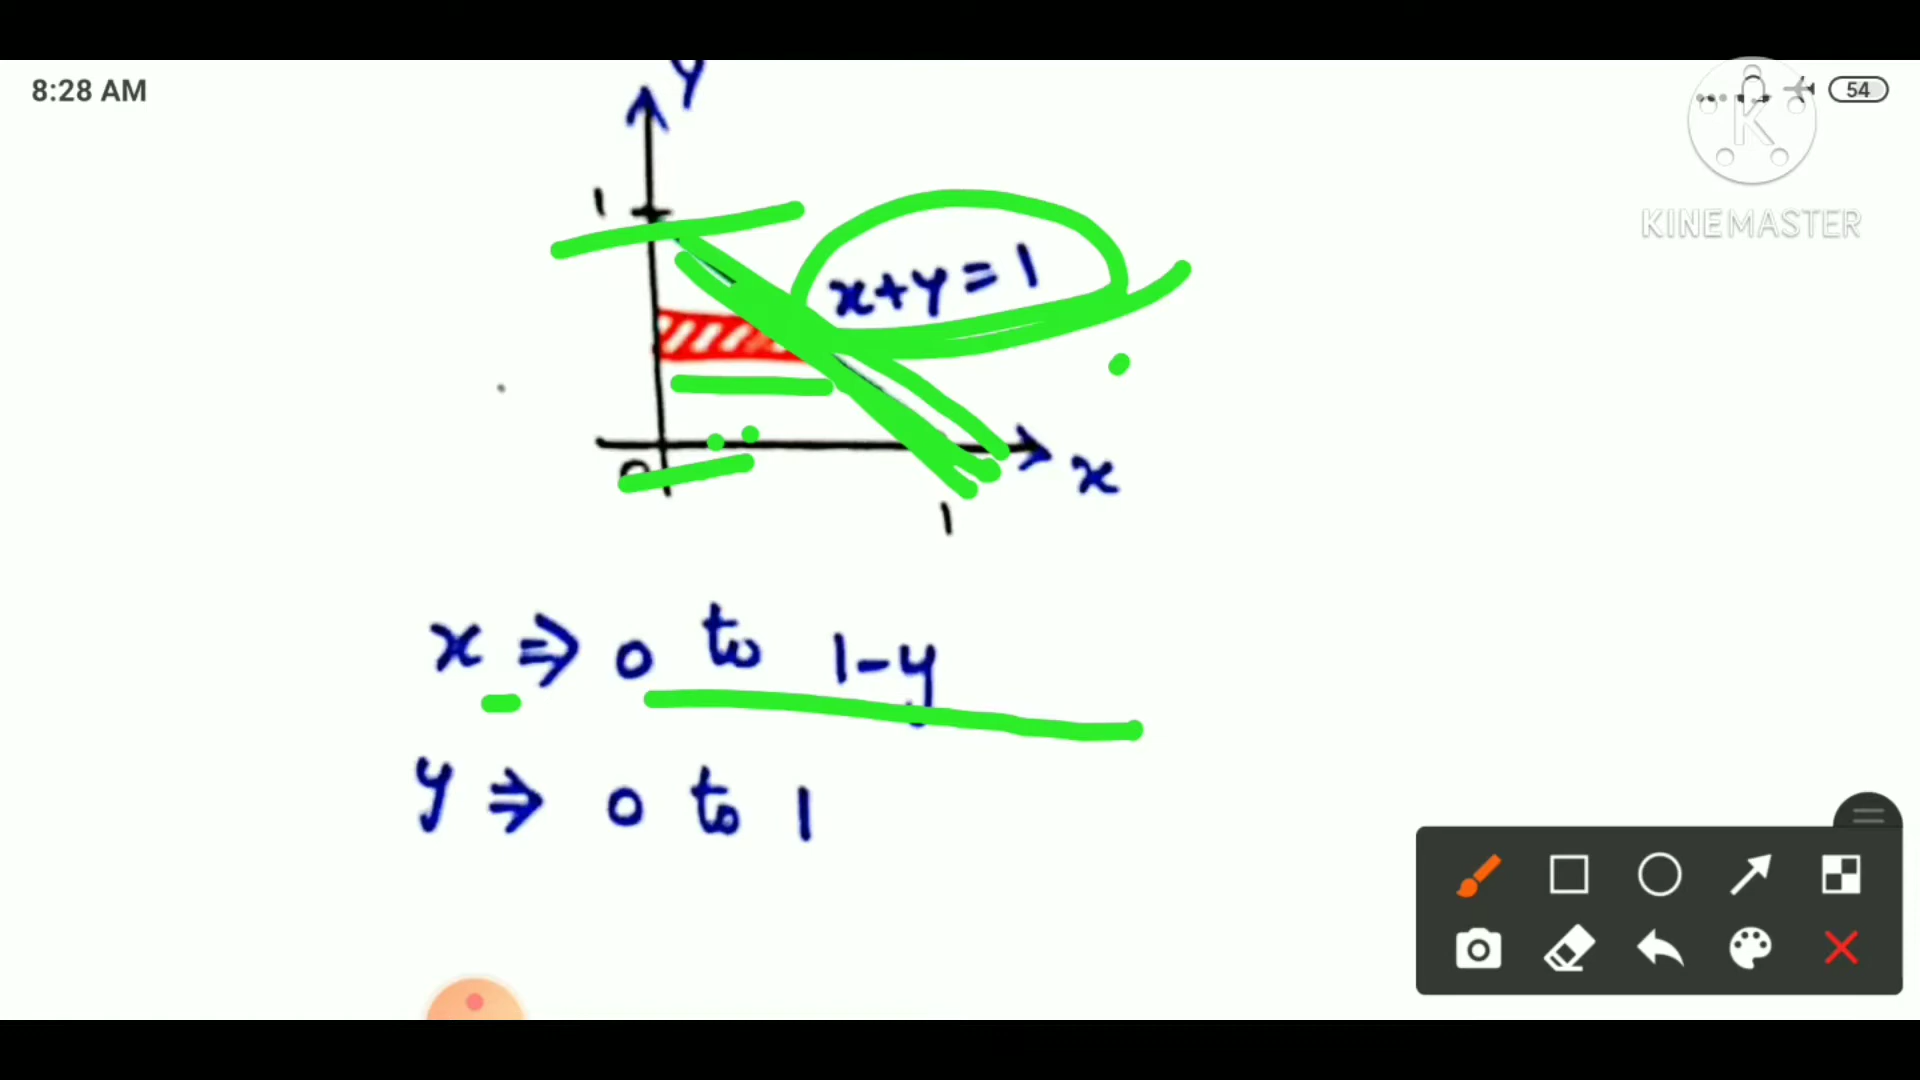 8:28 AM
54
K
KINEMASTER
y
1
x+y=1
0
x
1
x ⇒ 0 to 1-y
y ⇒ 0 to 1